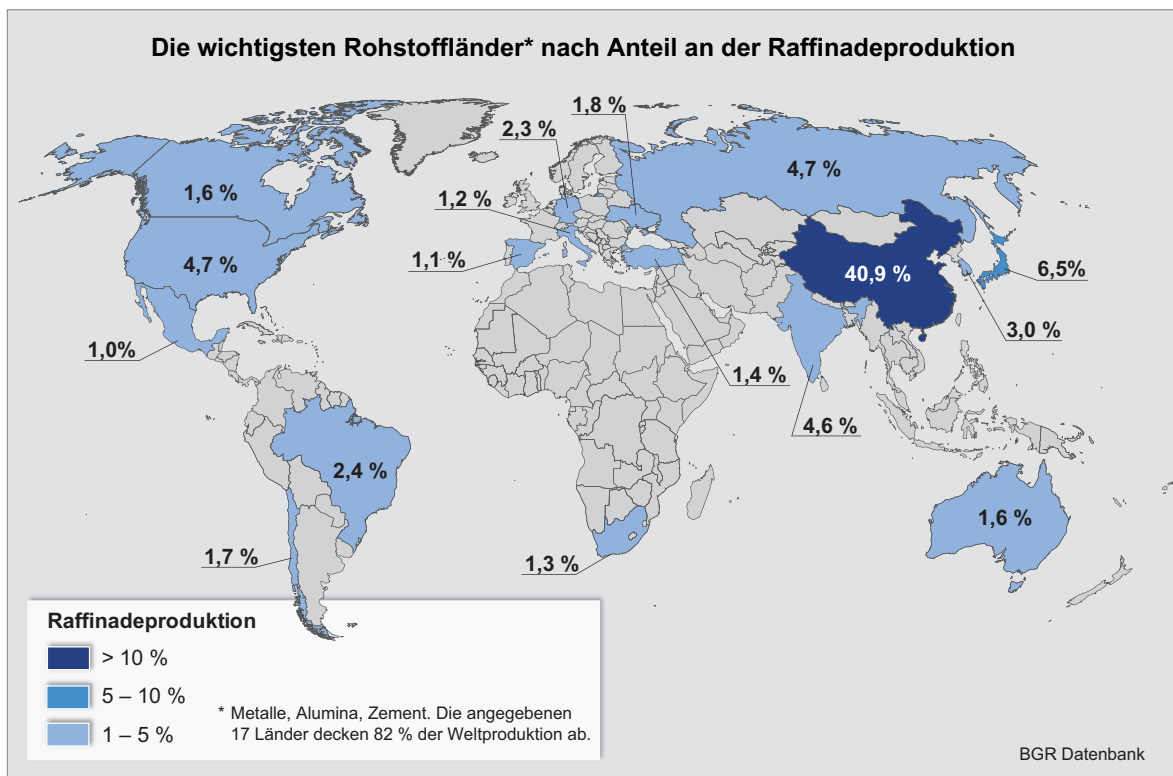 Die wichtigsten Rohstoffländer* nach Anteil an der Raffinadeproduktion
1,8 %
2,3 %
4,7 %
1,6 %
1,2 %
4,7 %
1,1 %
40,9 %
6,5%
1,0%
3,0 %
1,4 %
4,6 %
2,4 %
1,6 %
1,7 %
1,3 %
Raffinadeproduktion
> 10 %
5 – 10 %
1 – 5 %
* Metalle, Alumina, Zement. Die angegebenen
17 Länder decken 82 % der Weltproduktion ab.
BGR Datenbank